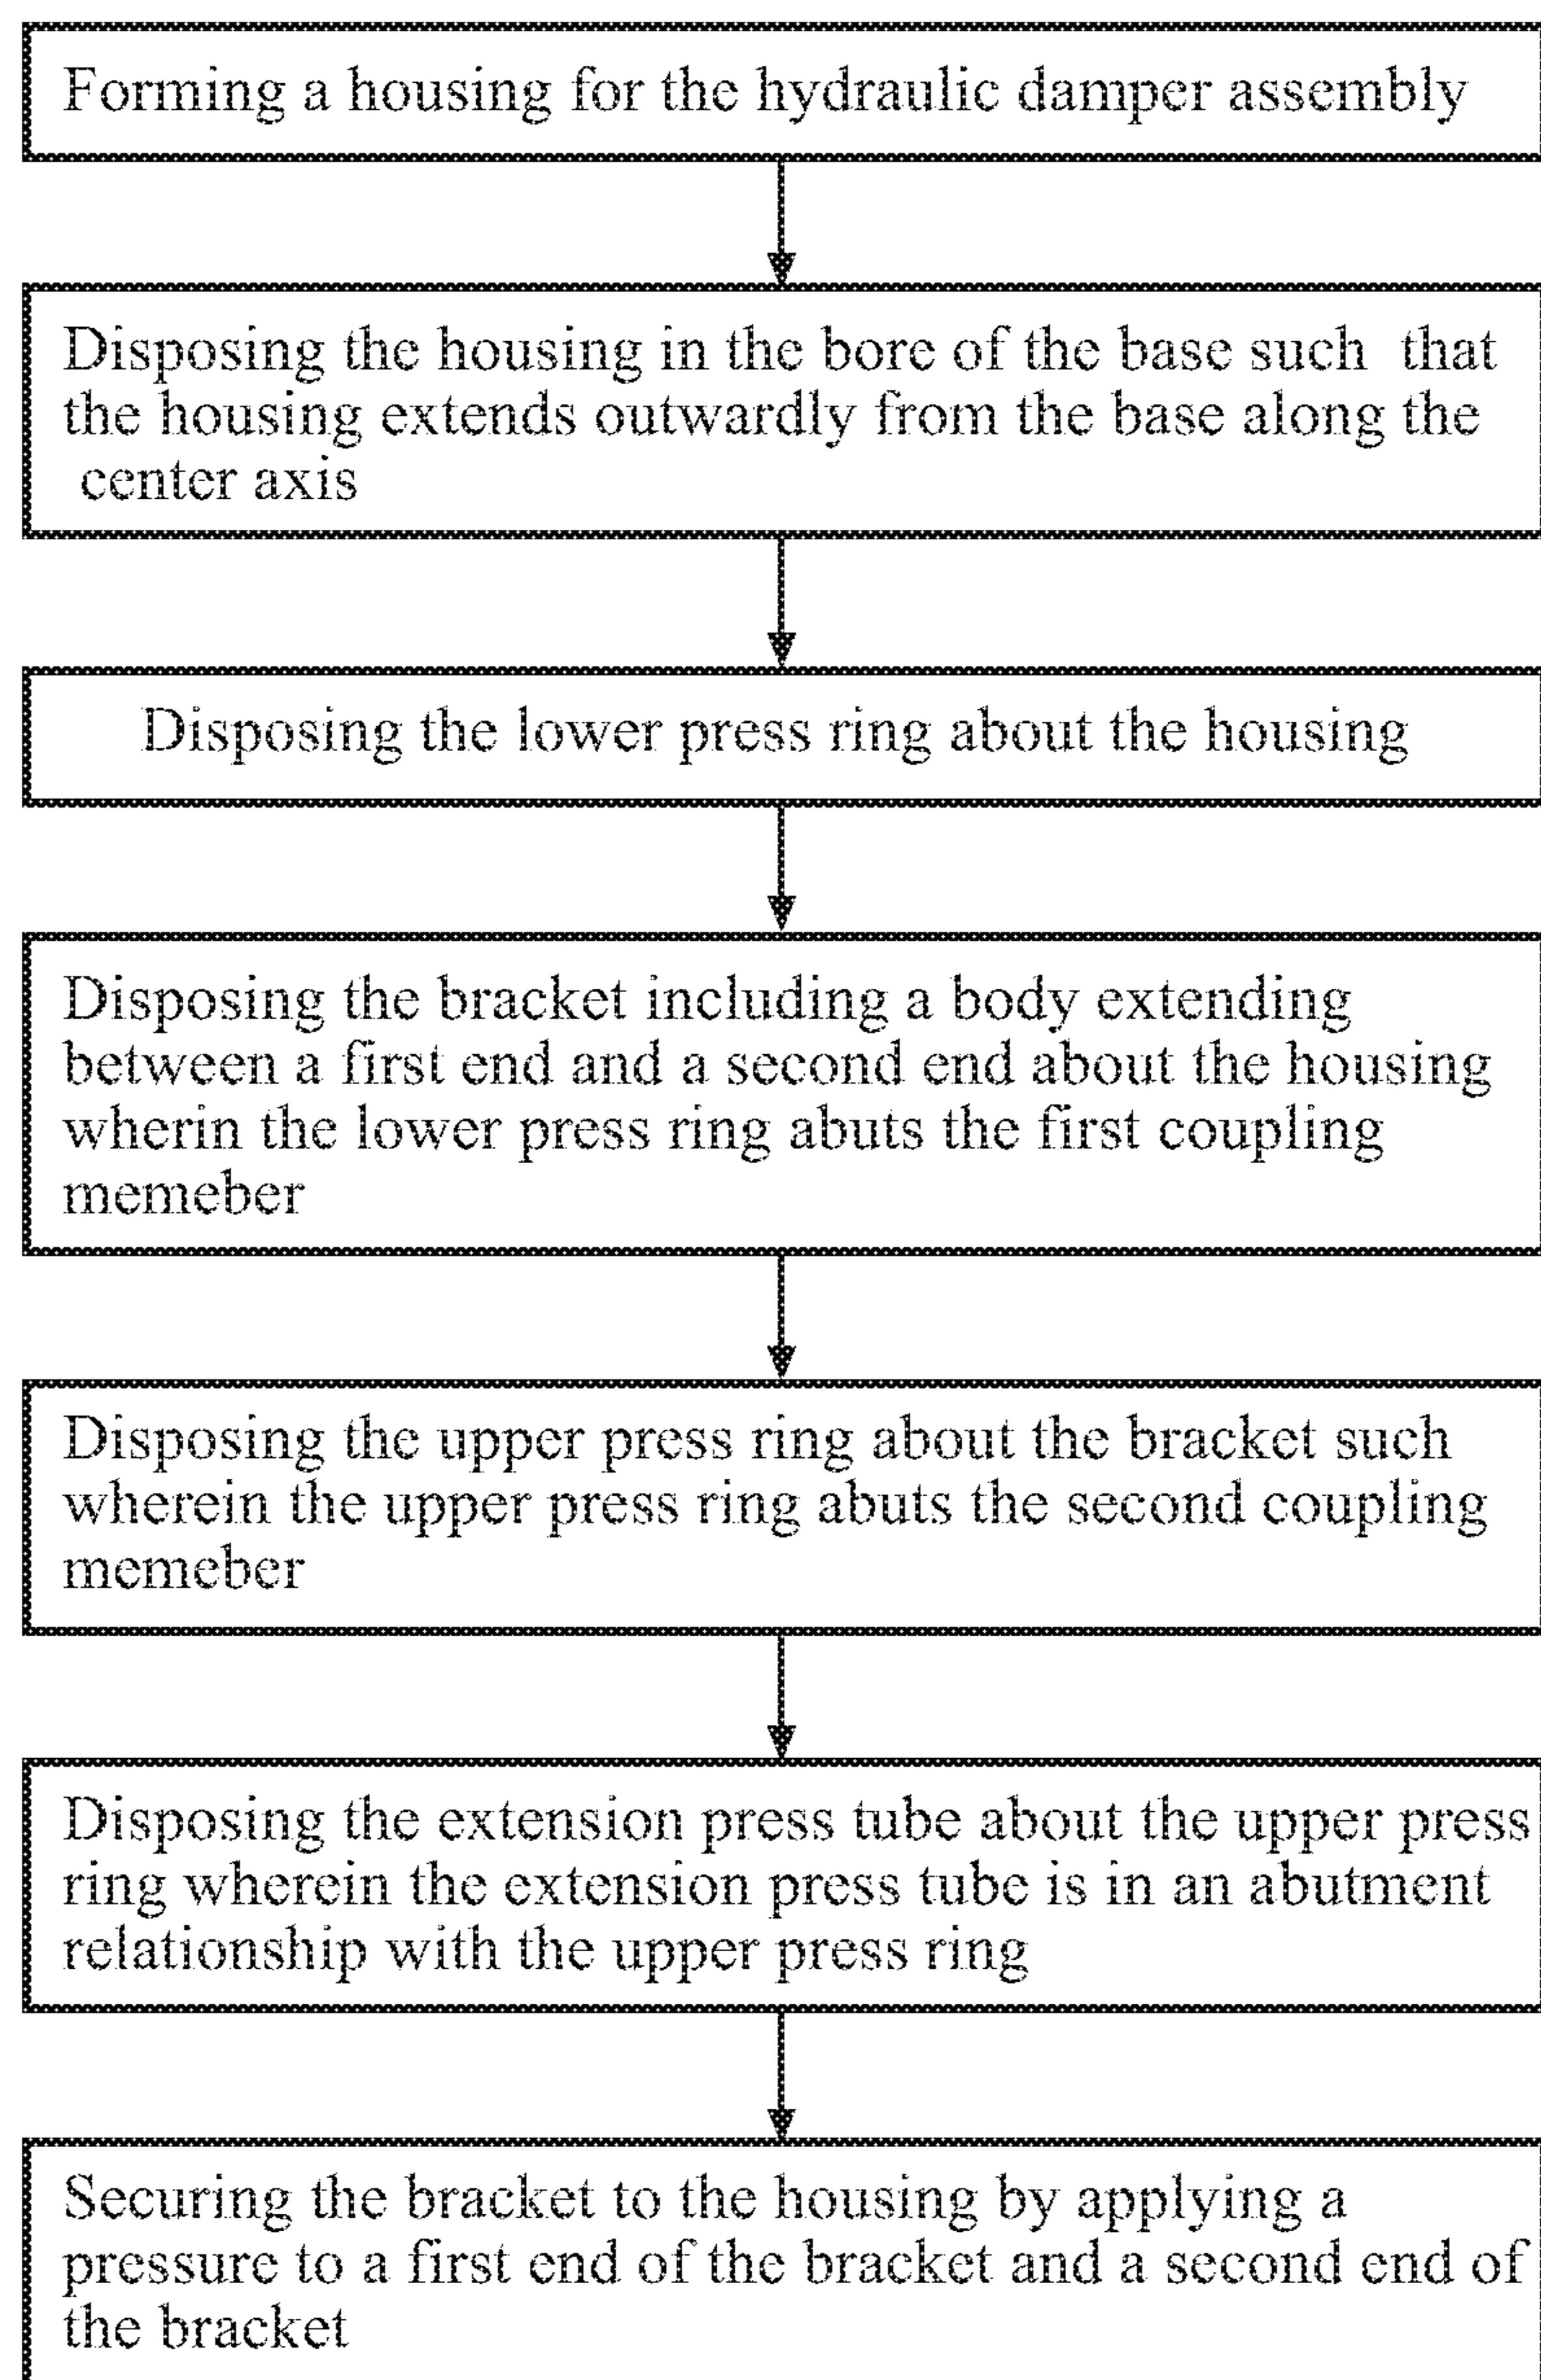 Forming a housing for the hydraulic damper assembly
Disposing the housing in the bore of the base such that
the housing extends outwardly from the base along the
center axis
Disposing the lower press ring about the housing
Disposing the bracket including a body extending
between a first end and a second end about the housing
wherin the lower press ring abuts the first coupling
memeber
Disposing the upper press ring about the bracket such
wherein the upper press ring abuts the second coupling
memeber
Disposing the extension press tube about the upper press
ring wherein the extension press tube is in an abutment
relationship with the upper press ring
Securing the bracket to the housing by applying a
pressure to a first end of the bracket and a second end of
the bracket